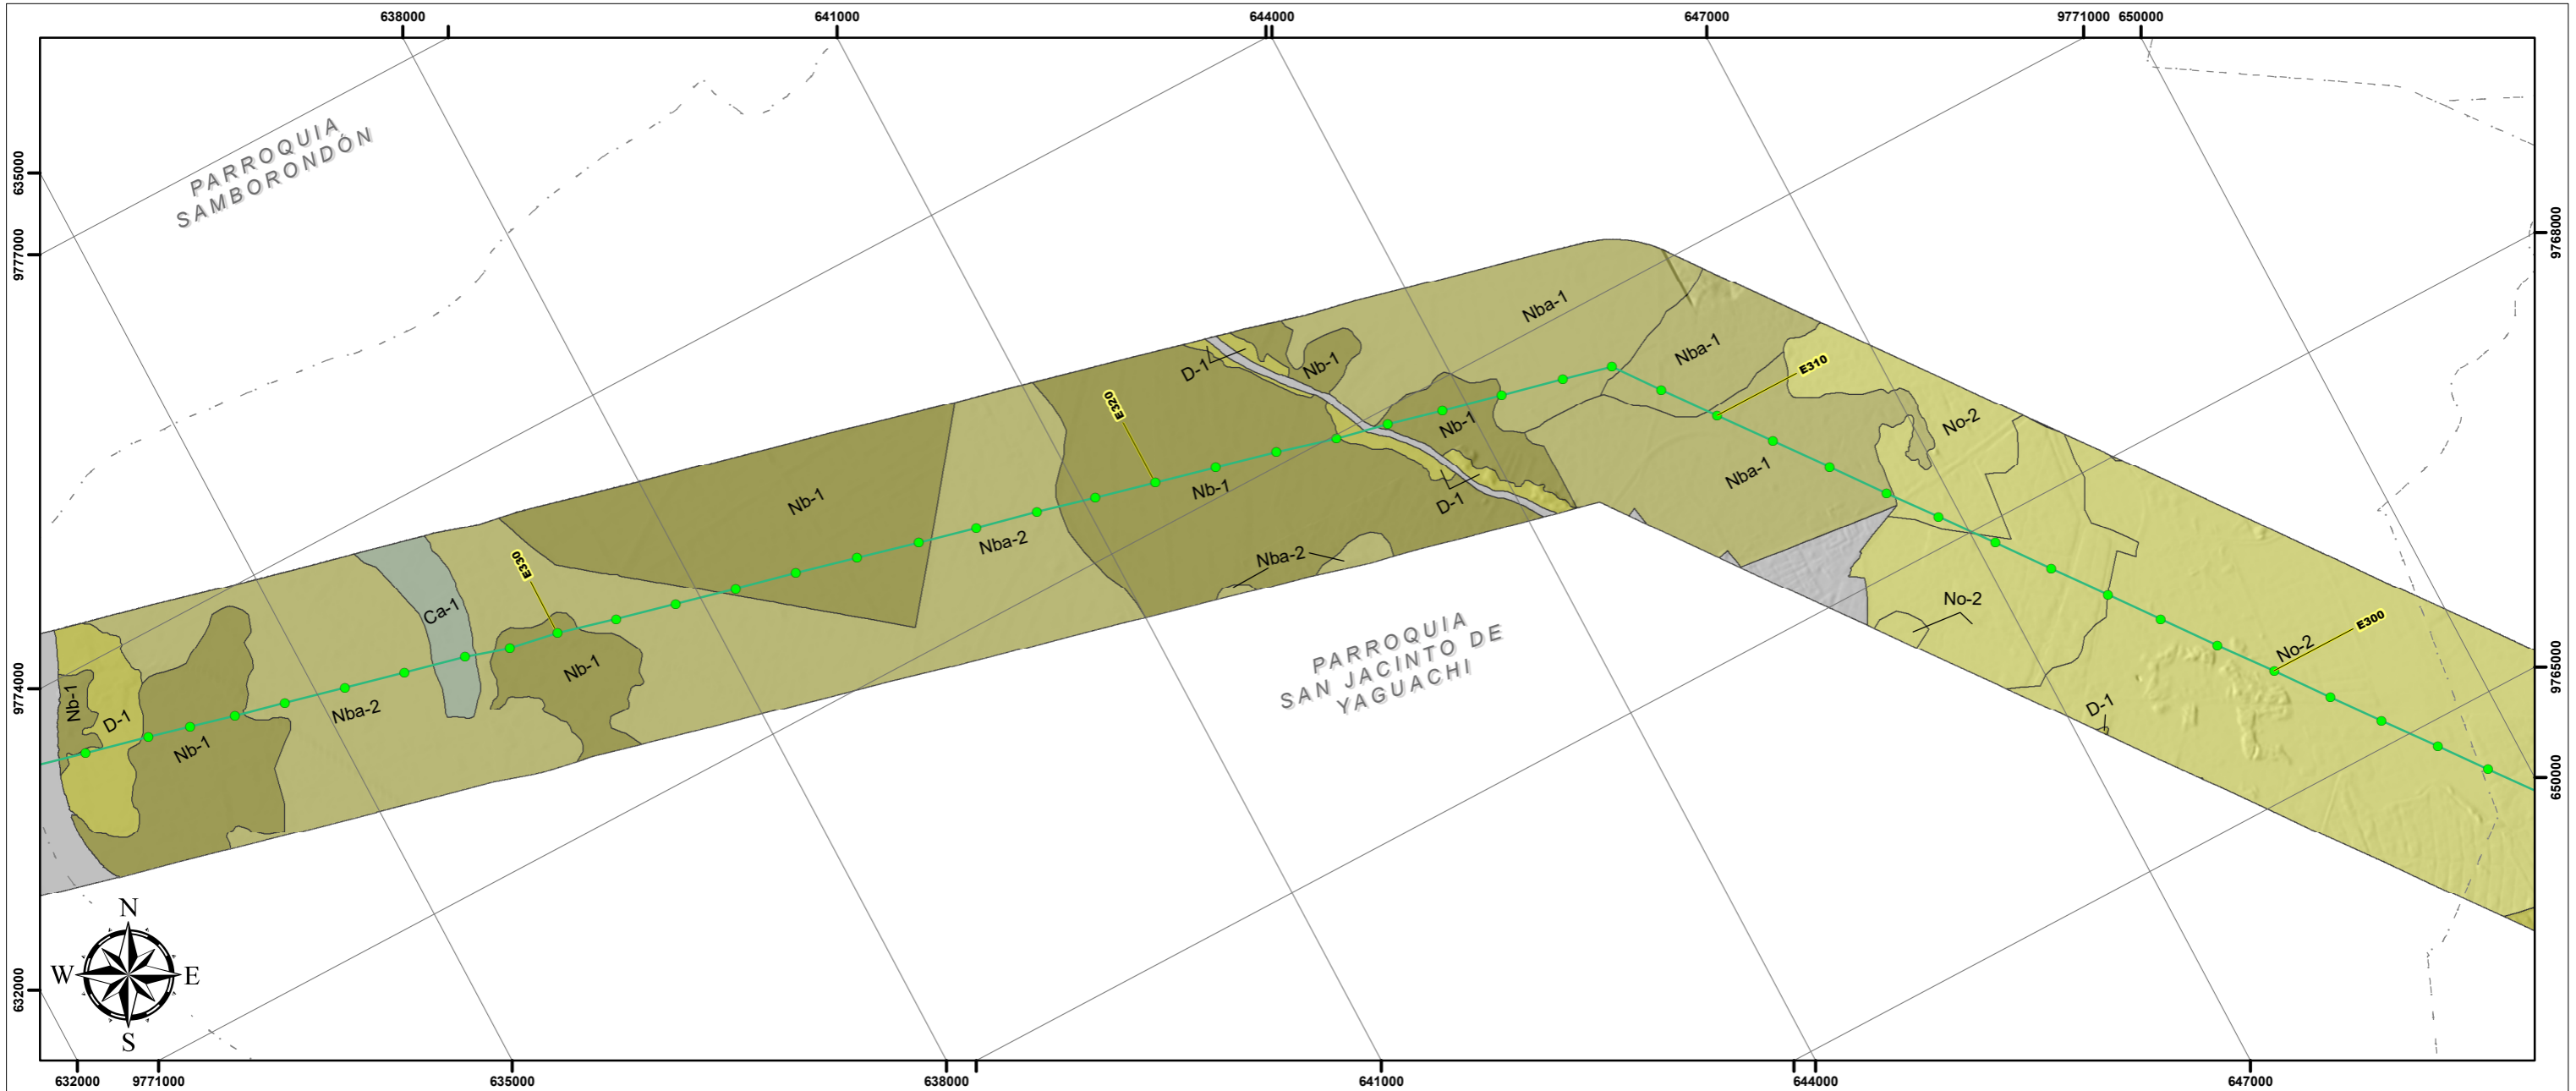 638000
641000
644000
647000
9771000
650000
635000
9777000
9774000
632000
9768000
9765000
650000
PARROQUIA
SAMBORONDÓN
Nba-1
Nba-1
E310
D-1
Nb-1
E320
No-2
Nb-1
Nba-1
Nb-1
Nb-1
D-1
Nba-2
E330
Nba-2
Ca-1
No-2
E300
No-2
PARROQUIA
SAN JACINTO DE
YAGUACHI
Nb-1
Nb-1
D-1
Nba-2
Nb-1
D-1
N
W
E
S
632000
9771000
635000
638000
641000
644000
647000